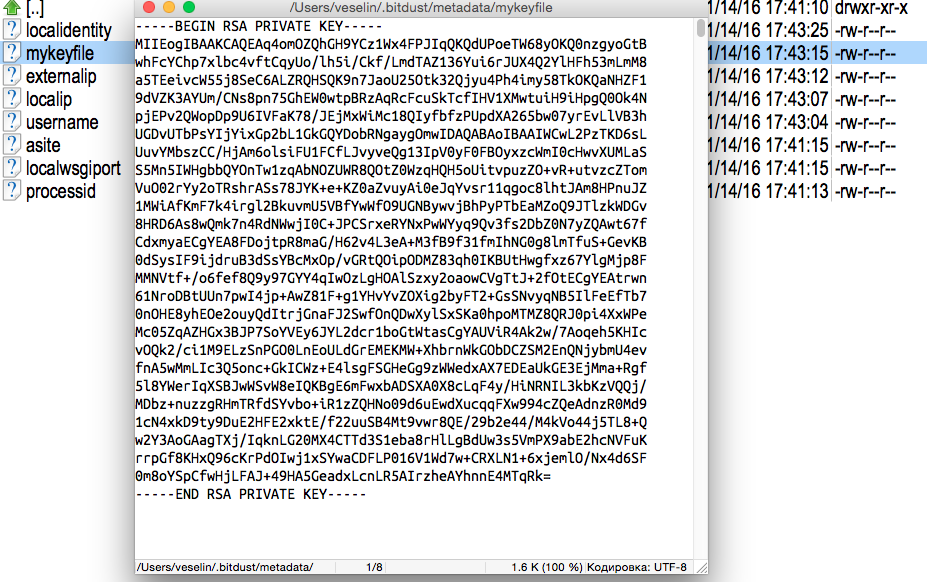 [..]
localidentity
mykeyfile
externalip
localip
username
asite
localwsgiport
processid
/Users/veselin/.bitdust/metadata/mykeyfile
-----BEGIN RSA PRIVATE KEY-----
MIIEogIBAAKCAQEAq4omOZQhGH9YCz1Wx4FPJIqQKQdUPoeTW68yOKQ0nzgyoGtB
whFcYChp7xlbc4vftCqyUo/lh5i/Ckf/LmdTAZ136Yui6rJUX4Q2YlHFh53mLmM8
a5TEeivcW55j8SeC6ALZRQHSQK9n7JaoU25Otk32Qjyu4Ph4imy58TkOKQaNHZF1
9dVZK3AYUm/CNs8pn75GhEW0wtpBRzAqRcFcuSkTcfIHV1XMwtuiH9iHpgQ0Ok4N
pjEPv2QWopDp9U6IVFaK78/JEjMxWiMc18QIyfbfzPUpdXA265bw07yrEvLlVB3h
UGDvUTbPsYIjYixGp2bL1GkGQYDobRNgaygOmwIDAQABAoIBAAIWCwL2PzTKD6sL
UuvYMbszCC/HjAm6olsiFU1FCfLJvyveQg13IpV0yF0FBOyxzcWmI0cHwvXUMLaS
S5Mn5IWHgbbQYOnTw1zqAbNOZUWR8QOtZ0WzqHQH5oUitvpuzZO+vR+utvzcZTom
VuO02rYy2oTRshrASs78JYK+e+KZ0aZvuyAi0eJqYvsr11qgoc8lhtJAm8HPnuJZ
1MWiAfKmF7k4irgl2BkuvmU5VBfYwWfO9UGNBywvjBhPyPTbEaMZoQ9JTlzkWDGv
8HRD6As8wQmk7n4RdNWwjI0C+JPCSrxeRYNxPwWYyq9Qv3fs2DbZ0N7yZQAwt67f
CdxmyaECgYEA8FDojtpR8maG/H62v4L3eA+M3fB9f31fmIhNG0g8lmTfuS+GevKB
0dSysIF9ijdruB3dSsYBcMxOp/vGRtQOipODMZ83qh0IKBUtHwgfxz67YlgMjp8F
MMNVtf+/o6fef8Q9y97GYY4qIwOzLgHOAlSzxy2oaowCVgTtJ+2fOtECgYEAtrwn
61NroDBtUUn7pwI4jp+AwZ81F+g1YHvYvZOXig2byFT2+GsSNvyqNB5IlFeEfTb7
0nOHE8yhEOe2ouyQdItrjGnaFJ2SwfOnQDwXylSxSKa0hpoMTMZ8QRJ0pi4XxWPe
Mc05ZqAZHGx3BJP7SoYVEy6JYL2dcr1boGtWtasCgYAUViR4Ak2w/7Aoqeh5KHIc
vOQk2/ci1M9ELzSnPGO0LnEoULdGrEMEKMW+XhbrnWkGObDCZSM2EnQNjybmU4ev
fnA5wMmLIc3Q5onc+GkICWz+E4lsgFSGHeGg9zWWedxAX7EDEaUkGE3EjMma+Rgf
5l8YWerIqXSBJwWSvW8eIQKBgE6mFwxbADSXA0X8cLqF4y/HiNRNIL3kbKzVQQj/
MDbz+nuzzgRHmTRfdSYvbo+iR1zZQHNo09d6uEwdXucqqFXw994cZQeAdnzR0Md9
1cN4xkD9ty9DuE2HFE2xktE/f22uuSB4Mt9vwr8QE/29b2e44/M4kVo44j5TL8+Q
w2Y3AoGAagTXj/IqknLG20MX4CTTd3S1eba8rHlLgBdUw3s5VmPX9abE2hcNVFuK
rrpGf8KHxQ96cKrPdOIwj1xSYwaCDFLP016V1Wd7w+CRXLN1+6xjemlO/Nx4d6SF
0m8oYSpCfwHjLFAJ+49HA5GeadxLcnLR5AIrzheAYhnnE4MTqRk=
-----END RSA PRIVATE KEY-----
/Users/veselin/.bitdust/metadata/ 1/8 1.6 K (100 %) Кодировка: UTF-8
1/14/16 17:41:10 drwxr-xr-x
1/14/16 17:43:25 -rw-r--r--
1/14/16 17:43:15 -rw-r--r--
1/14/16 17:43:12 -rw-r--r--
1/14/16 17:43:07 -rw-r--r--
1/14/16 17:43:04 -rw-r--r--
1/14/16 17:41:15 -rw-r--r--
1/14/16 17:41:15 -rw-r--r--
1/14/16 17:41:13 -rw-r--r--